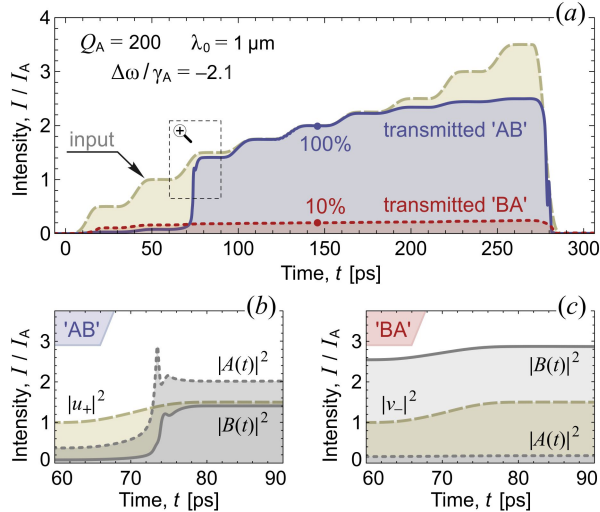 (a)
Q_A = 200 λ_0 = 1 μm
Δω / γ_A = −2.1
Intensity, I / I_A
4
3
2
1
0
input
100%
transmitted 'AB'
10%
transmitted 'BA'
0 50 100 150 200 250 300
Time, t [ps]
(b)
'AB'
Intensity, I / I_A
3
2
1
0
|A(t)|^2
|u_+|^2
|B(t)|^2
60 70 80 90
Time, t [ps]
(c)
'BA'
Intensity, I / I_A
3
2
1
0
|B(t)|^2
|v_−|^2
|A(t)|^2
60 70 80 90
Time, t [ps]